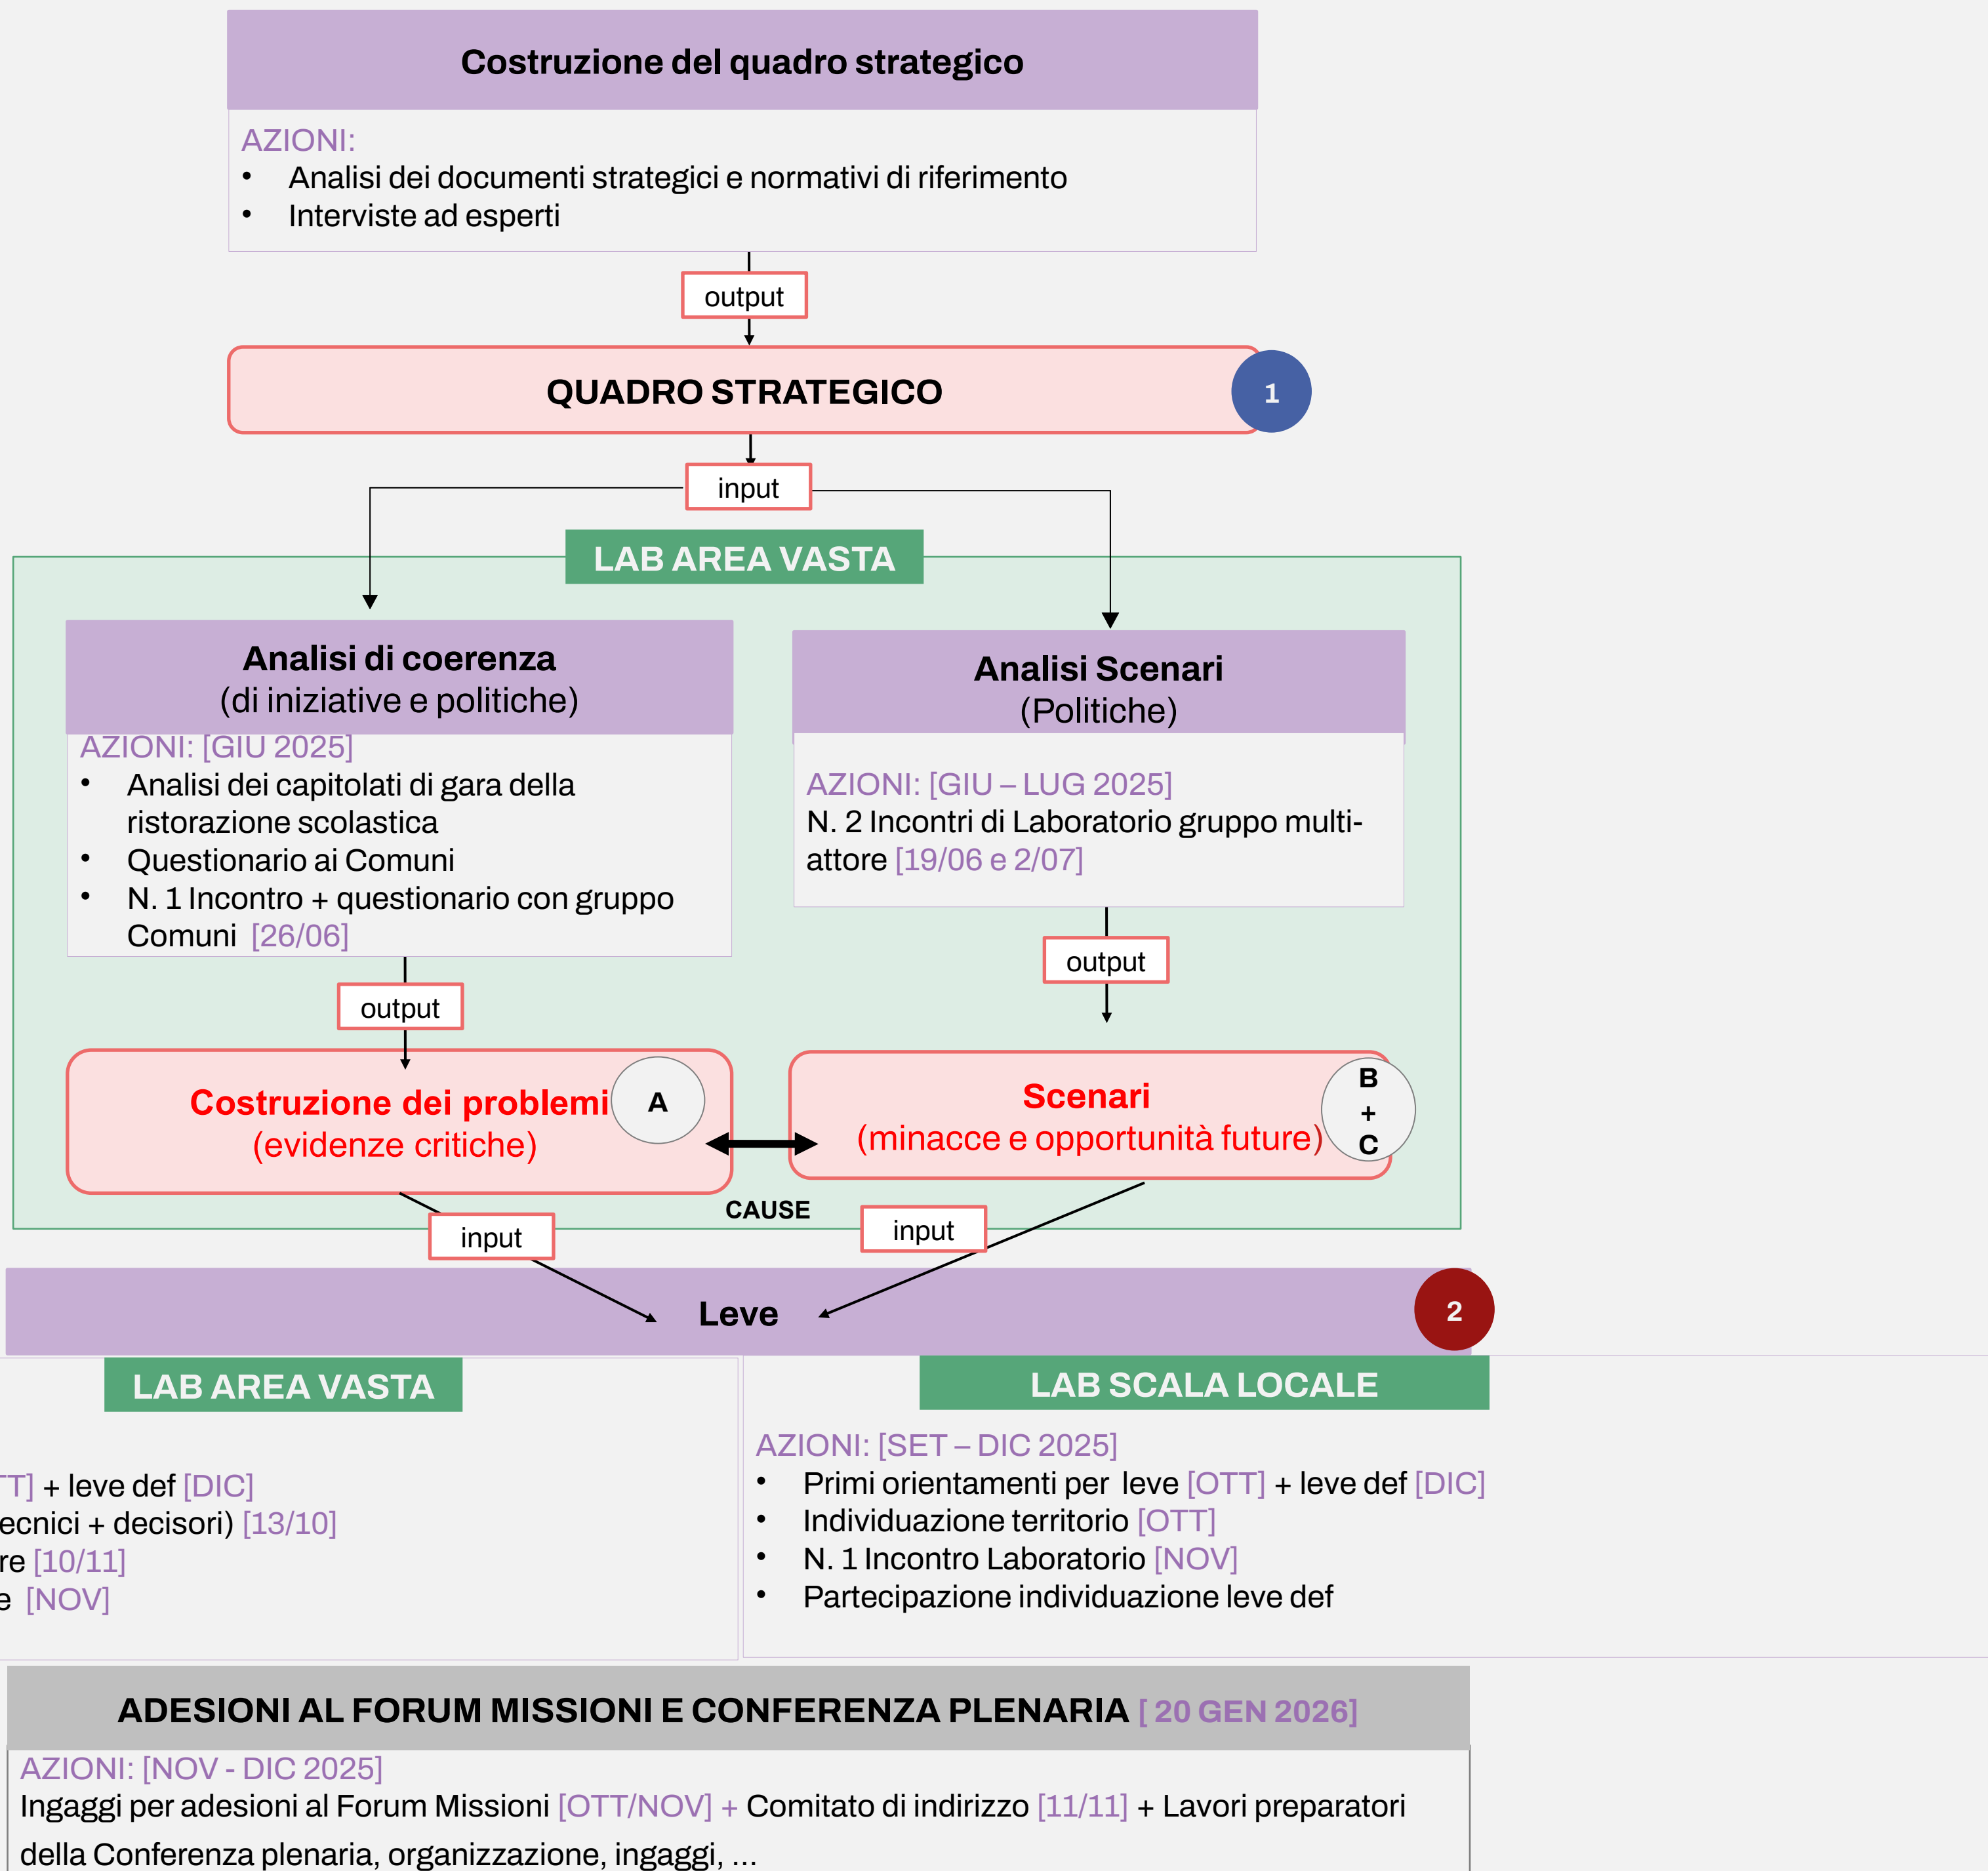 Costruzione del quadro strategico
AZIONI:
• Analisi dei documenti strategici e normativi di riferimento
• Interviste ad esperti
output
QUADRO STRATEGICO
1
input
LAB AREA VASTA
Analisi di coerenza
(di iniziative e politiche)
AZIONI: [GIU 2025]
• Analisi dei capitolati di gara della
ristorazione scolastica
• Questionario ai Comuni
• N. 1 Incontro + questionario con gruppo
Comuni [26/06]
output
Analisi Scenari
(Politiche)
AZIONI: [GIU – LUG 2025]
N. 2 Incontri di Laboratorio gruppo multi-
attore [19/06 e 2/07]
output
Costruzione dei problemi
(evidenze critiche)
A
Scenari
(minacce e opportunità future)
B
+
C
CAUSE
input
input
Leve
2
LAB AREA VASTA
TT] + leve def [DIC]
ecnici + decisori) [13/10]
re [10/11]
e [NOV]
LAB SCALA LOCALE
AZIONI: [SET – DIC 2025]
• Primi orientamenti per leve [OTT] + leve def [DIC]
• Individuazione territorio [OTT]
• N. 1 Incontro Laboratorio [NOV]
• Partecipazione individuazione leve def
ADESIONI AL FORUM MISSIONI E CONFERENZA PLENARIA [ 20 GEN 2026]
AZIONI: [NOV - DIC 2025]
Ingaggi per adesioni al Forum Missioni [OTT/NOV] + Comitato di indirizzo [11/11] + Lavori preparatori
della Conferenza plenaria, organizzazione, ingaggi, ...